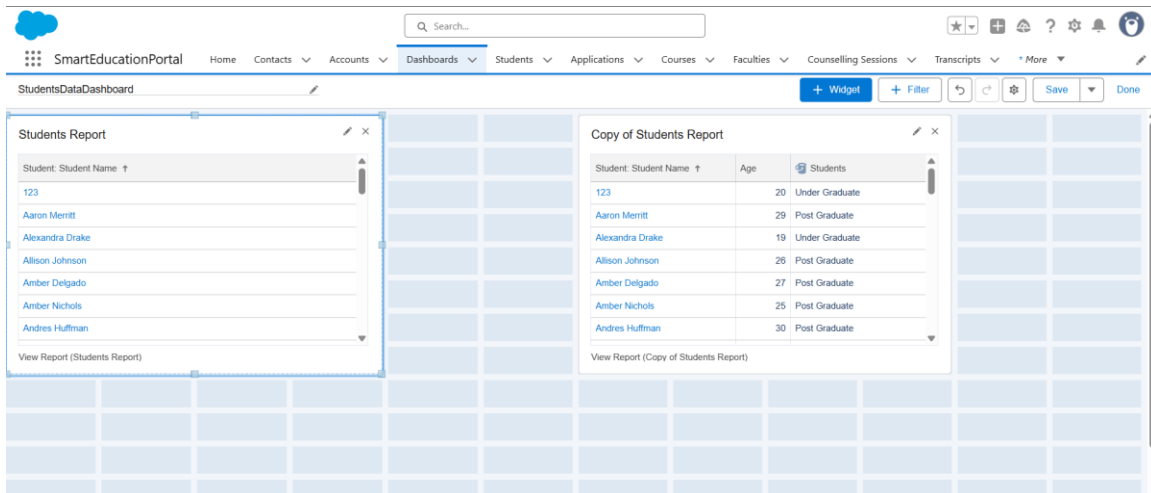 Search...
SmartEducationPortal Home Contacts Accounts Dashboards Students Applications Courses Faculties Counselling Sessions Transcripts * More
StudentsDataDashboard + Widget + Filter Save Done
Students Report
Student: Student Name ↑
123
Aaron Merritt
Alexandra Drake
Allison Johnson
Amber Delgado
Amber Nichols
Andres Huffman
View Report (Students Report)
Copy of Students Report
Student: Student Name ↑ Age Students
123 20 Under Graduate
Aaron Merritt 29 Post Graduate
Alexandra Drake 19 Under Graduate
Allison Johnson 26 Post Graduate
Amber Delgado 27 Post Graduate
Amber Nichols 25 Post Graduate
Andres Huffman 30 Post Graduate
View Report (Copy of Students Report)